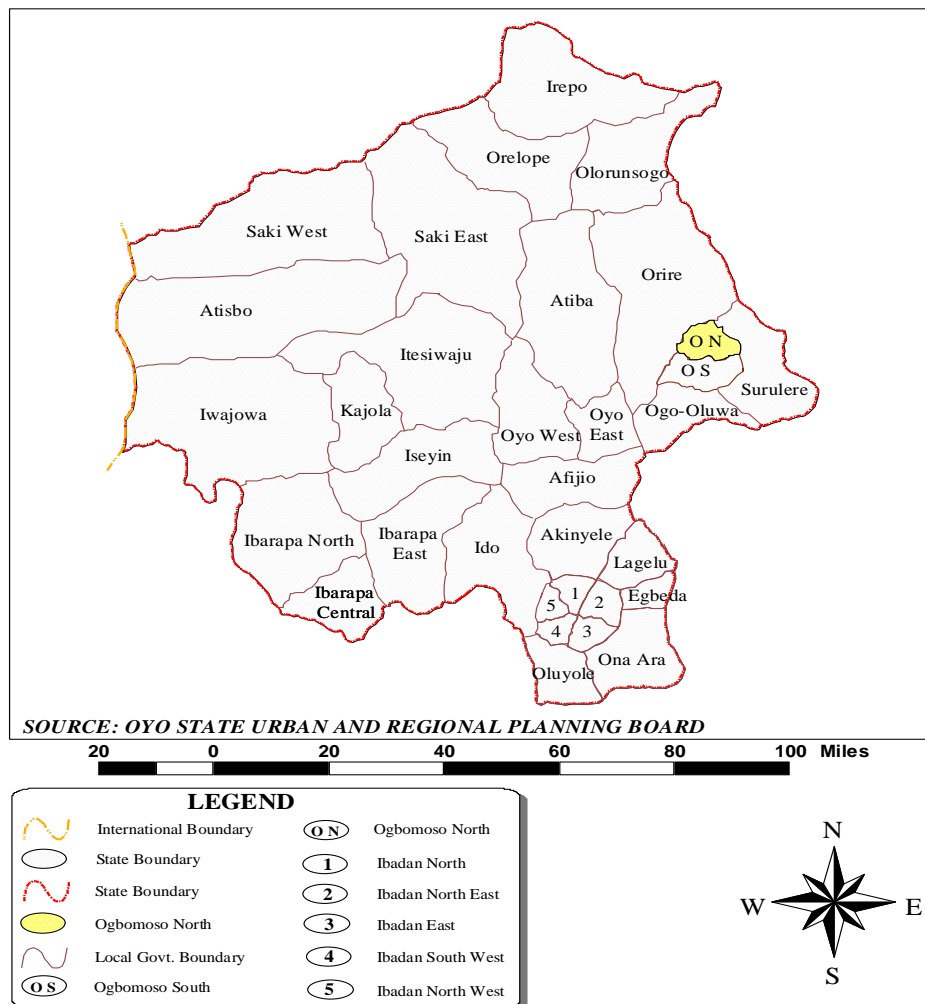 Irepo
Orelope
Olorunsogo
Saki West
Saki East
Orire
Atisbo
Atiba
O N
Itesiwaju
O S
Surulere
Iwajowa
Kajola
Oyo West
Oyo
East
Ogo-Oluwa
Iseyin
Afijio
Ibarapa North
Ibarapa
East
Ido
Akinyele
Lagelu
Ibarapa
Central
Egbeda
1
2
5
4
3
Ona Ara
Oluyole
SOURCE: OYO STATE URBAN AND REGIONAL PLANNING BOARD
20 0 20 40 60 80 100 Miles
LEGEND
International Boundary
State Boundary
State Boundary
Ogbomoso North
Local Govt. Boundary
O S Ogbomoso South
O N Ogbomoso North
1 Ibadan North
2 Ibadan North East
3 Ibadan East
4 Ibadan South West
5 Ibadan North West
N
W E
S